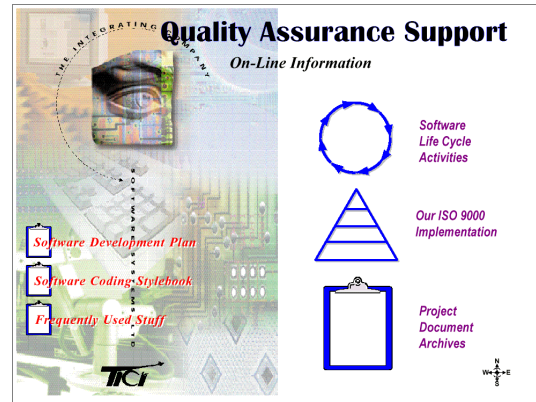 Quality Assurance Support
On-Line Information
THE INTEGRATING COMPANY
SOFTWARE & SYSTEMS LTD
Software
Life Cycle
Activities
Our ISO 9000
Implementation
Software Development Plan
Software Coding Stylebook
Frequently Used Stuff
Project
Document
Archives
N
W E
S